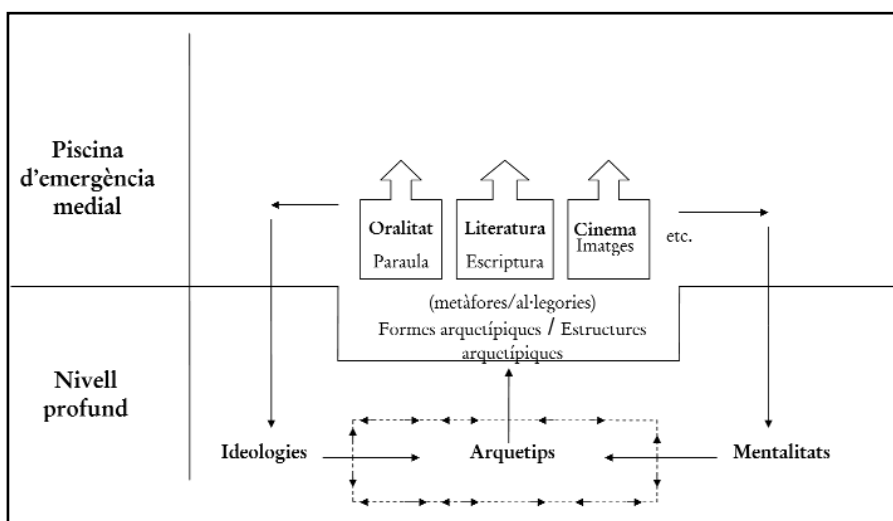 Piscina
d'emergència
medial
Oralitat
Paraula
Literatura
Escriptura
Cinema
Imatges
etc.
(metàfores/al·legories)
Formes arquetípiques / Estructures
arquetípiques
Nivell
profund
Ideologies
Arquetips
Mentalitats